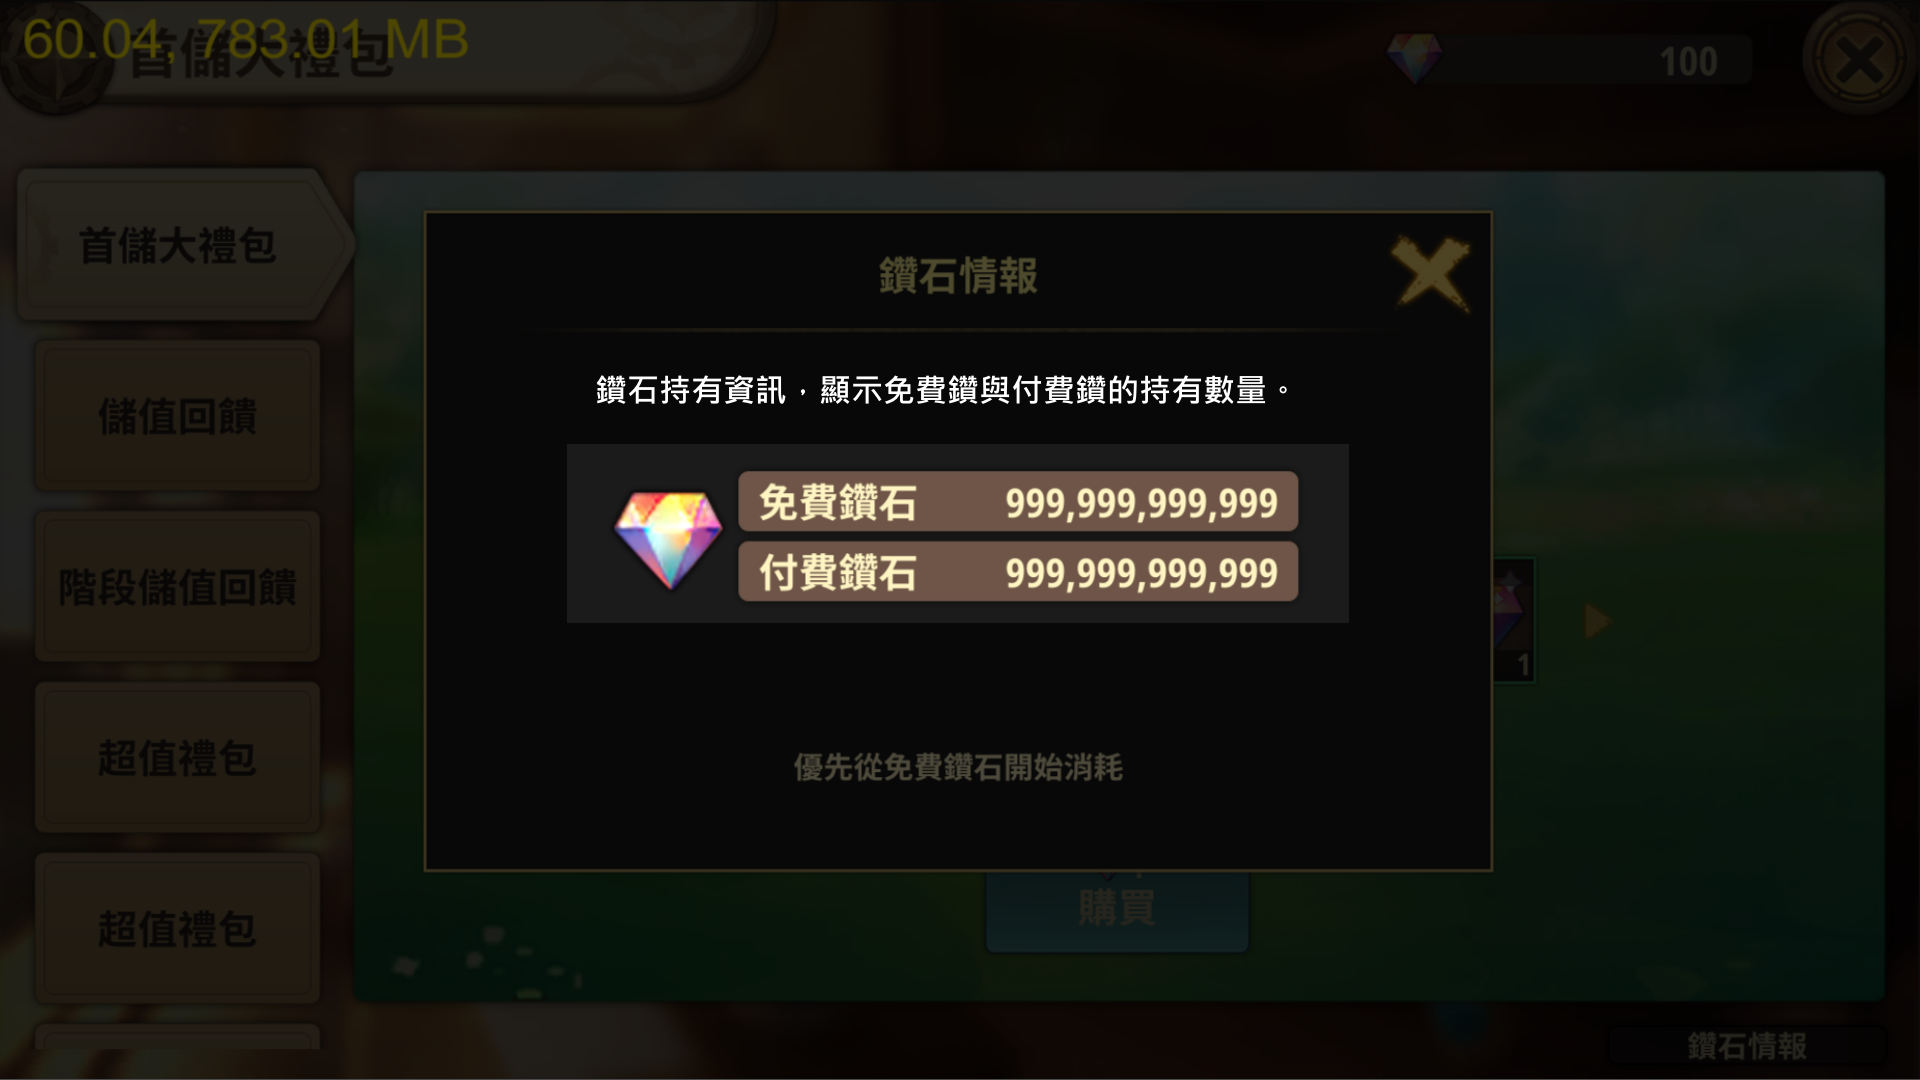 60.04, 783.01 MB
首儲大禮包
100
首儲大禮包
儲值回饋
階段儲值回饋
超值禮包
超值禮包
鑽石情報
鑽石持有資訊，顯示免費鑽與付費鑽的持有數量。
免費鑽石 999,999,999,999
付費鑽石 999,999,999,999
優先從免費鑽石開始消耗
1
購買
鑽石情報